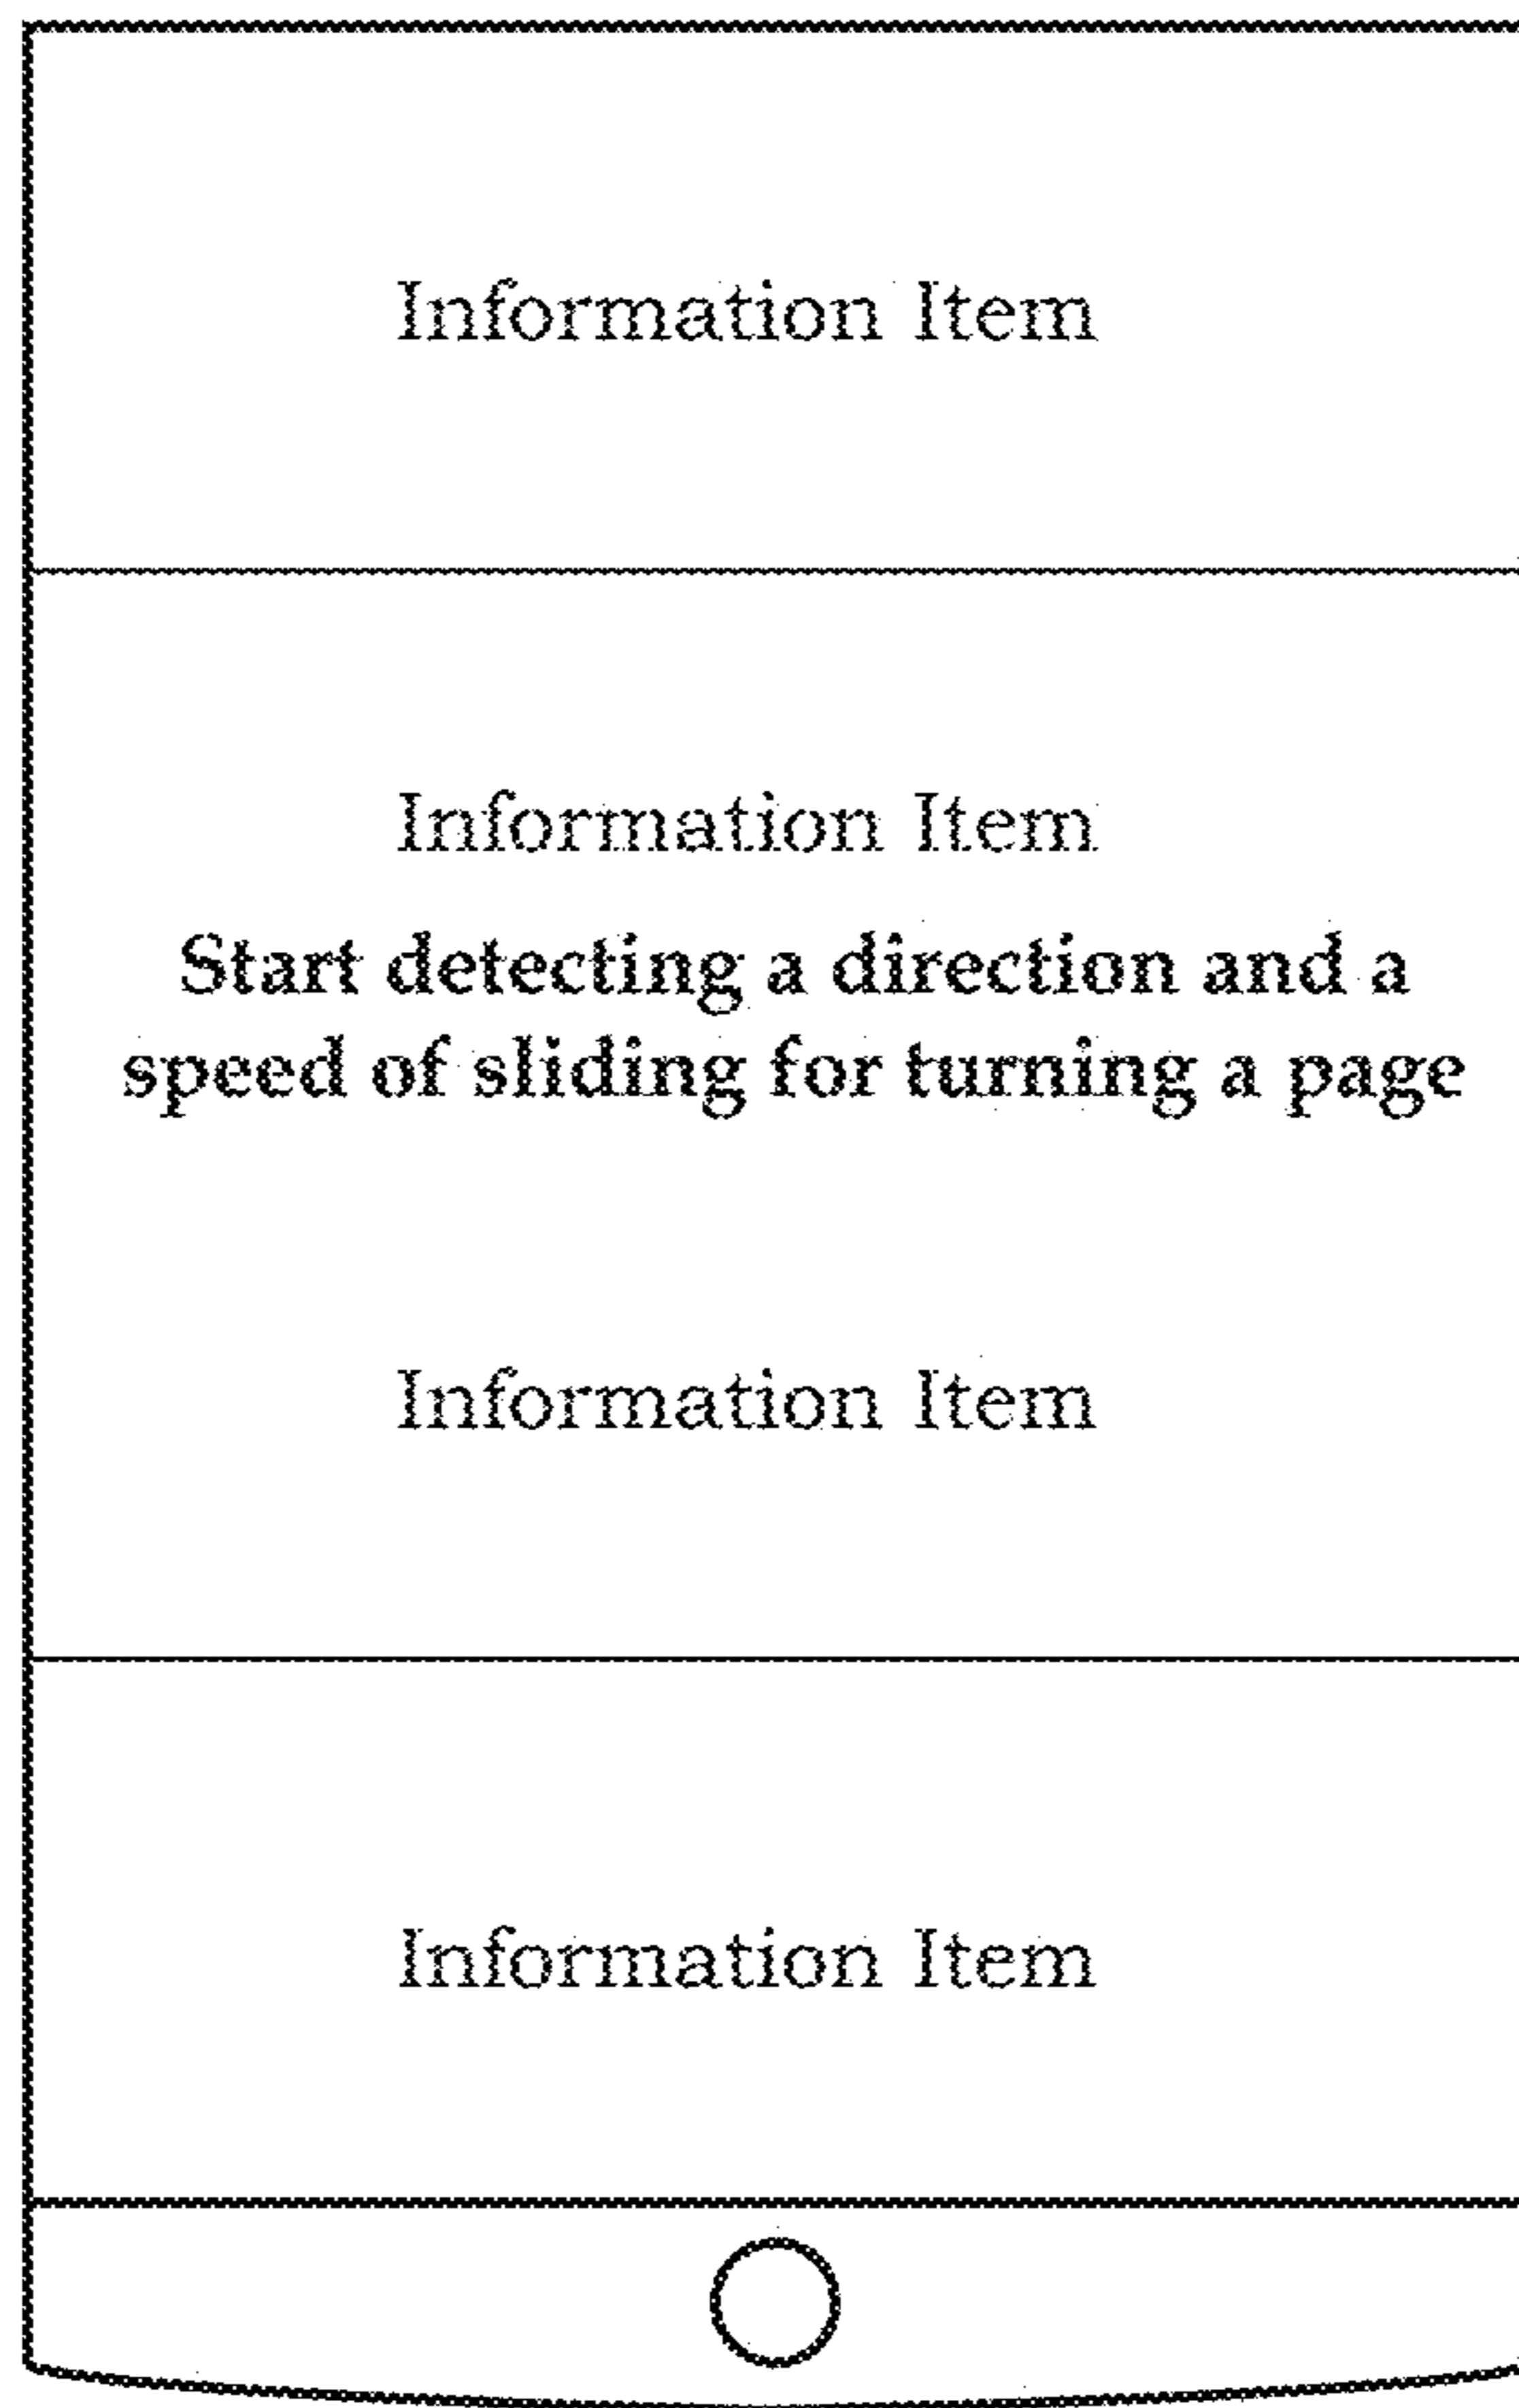 Information Item
Information Item
Start detecting a direction and a
speed of sliding for turning a page
Information Item
Information Item